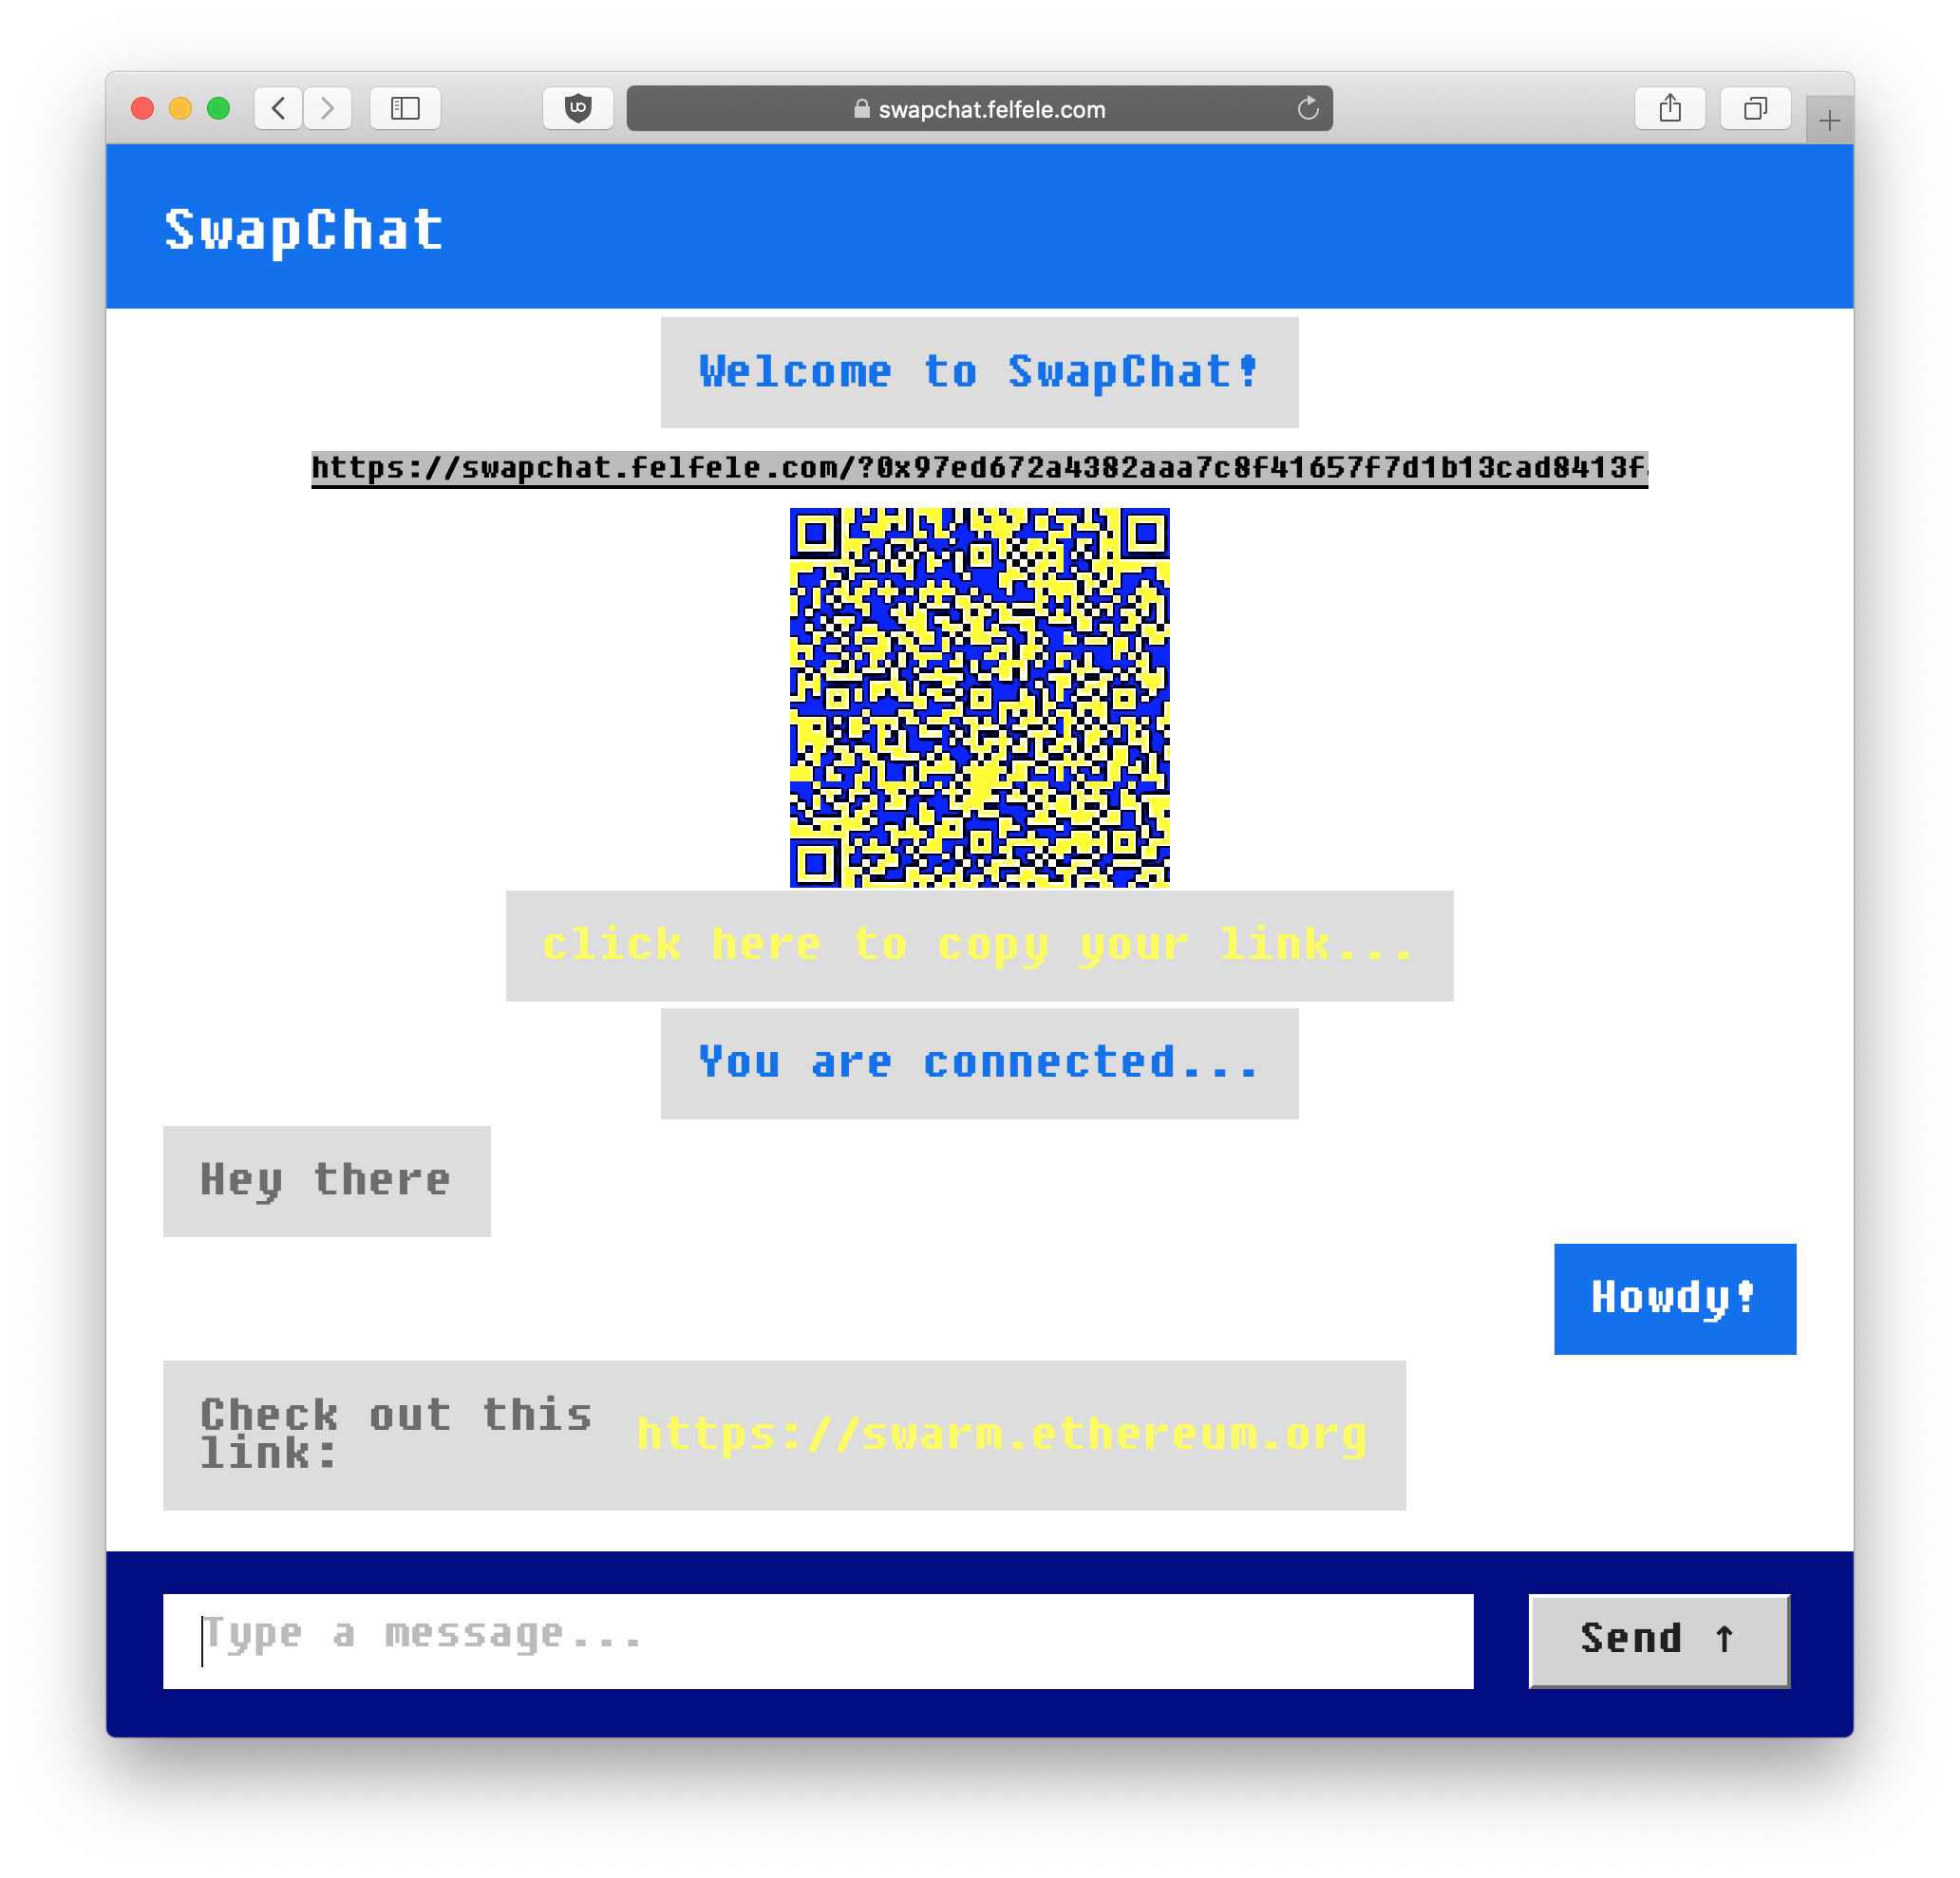 swapchat.felfele.com
SwapChat
Welcome to SwapChat!
https://swapchat.felfele.com/?0x97ed672a4382aaa7c8f41657f7d1b13cad8413f
click here to copy your link...
You are connected...
Hey there
Howdy!
Check out this
link:
https://swarm.ethereum.org
Type a message...
Send ↑